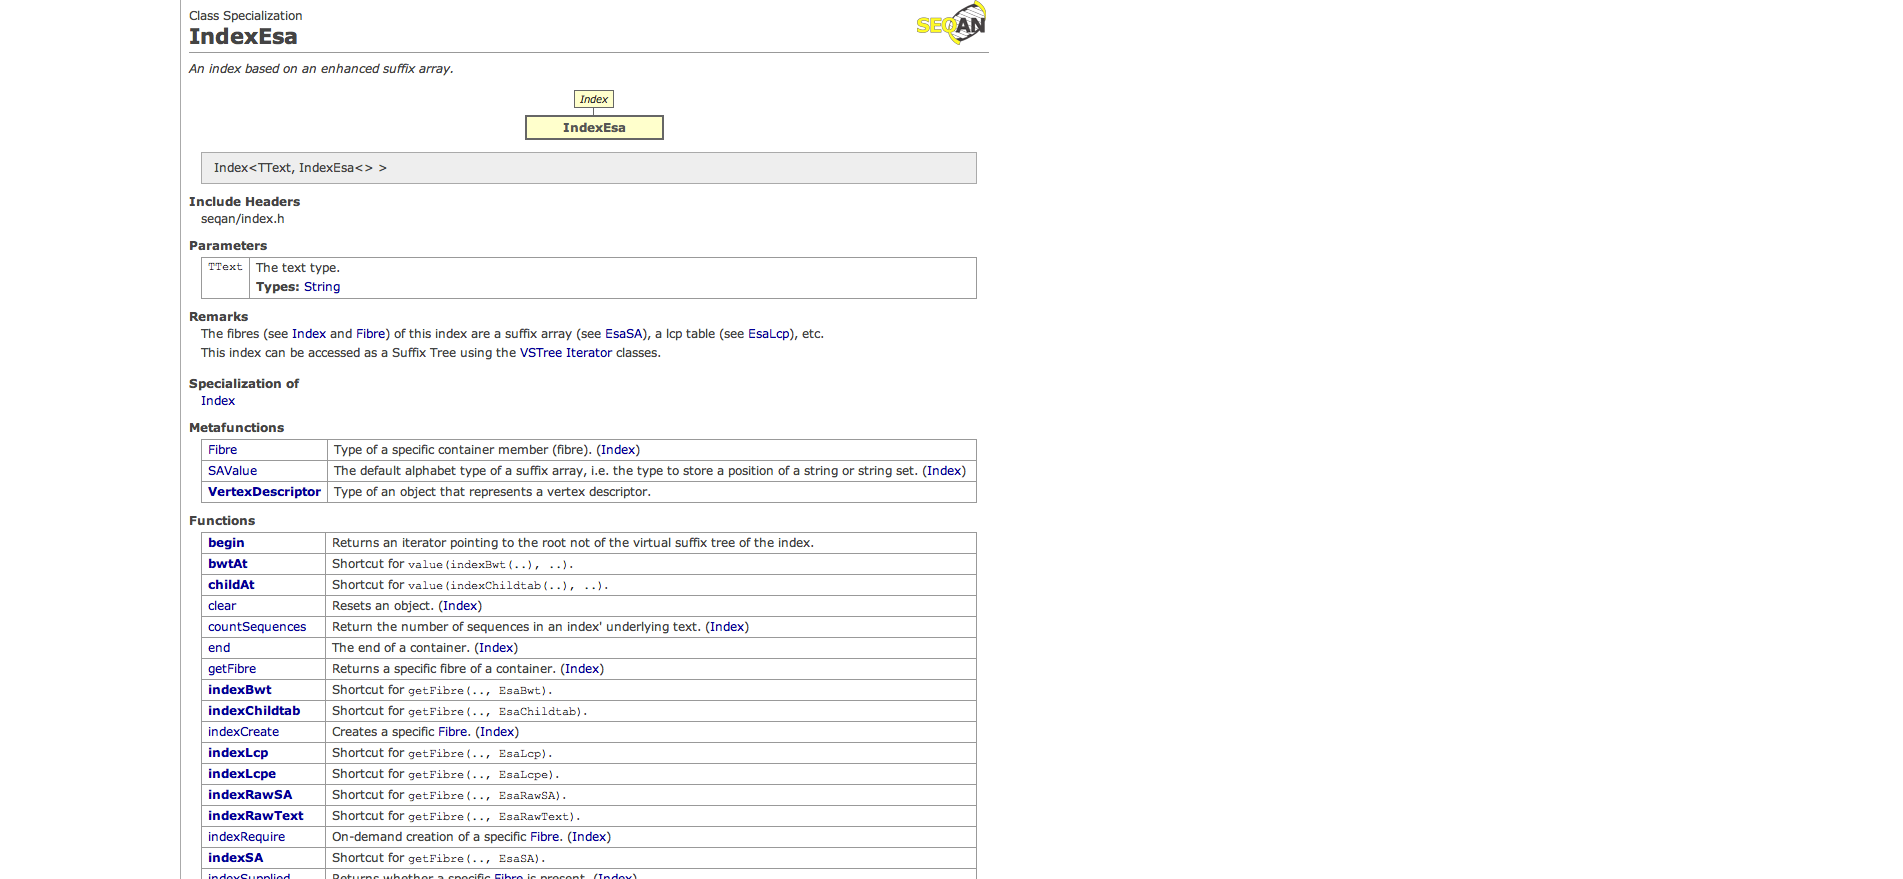 Class Specialization
SEQAN
IndexEsa
An index based on an enhanced suffix array.
Index
IndexEsa
Index<TText, IndexEsa<> >
Include Headers
seqan/index.h
Parameters
TText The text type.
Types: String
Remarks
The fibres (see Index and Fibre) of this index are a suffix array (see EsaSA), a lcp table (see EsaLcp), etc.
This index can be accessed as a Suffix Tree using the VSTree Iterator classes.
Specialization of
Index
Metafunctions
Fibre Type of a specific container member (fibre). (Index)
SAValue The default alphabet type of a suffix array, i.e. the type to store a position of a string or string set. (Index)
VertexDescriptor Type of an object that represents a vertex descriptor.
Functions
begin Returns an iterator pointing to the root not of the virtual suffix tree of the index.
bwtAt Shortcut for value(indexBwt(..), ..).
childAt Shortcut for value(indexChildtab(..), ..).
clear Resets an object. (Index)
countSequences Return the number of sequences in an index' underlying text. (Index)
end The end of a container. (Index)
getFibre Returns a specific fibre of a container. (Index)
indexBwt Shortcut for getFibre(.., EsaBwt).
indexChildtab Shortcut for getFibre(.., EsaChildtab).
indexCreate Creates a specific Fibre. (Index)
indexLcp Shortcut for getFibre(.., EsaLcp).
indexLcpe Shortcut for getFibre(.., EsaLcpe).
indexRawSA Shortcut for getFibre(.., EsaRawSA).
indexRawText Shortcut for getFibre(.., EsaRawText).
indexRequire On-demand creation of a specific Fibre. (Index)
indexSA Shortcut for getFibre(.., EsaSA).
indexSupplied Returns whether a specific Fibre is present. (Index)